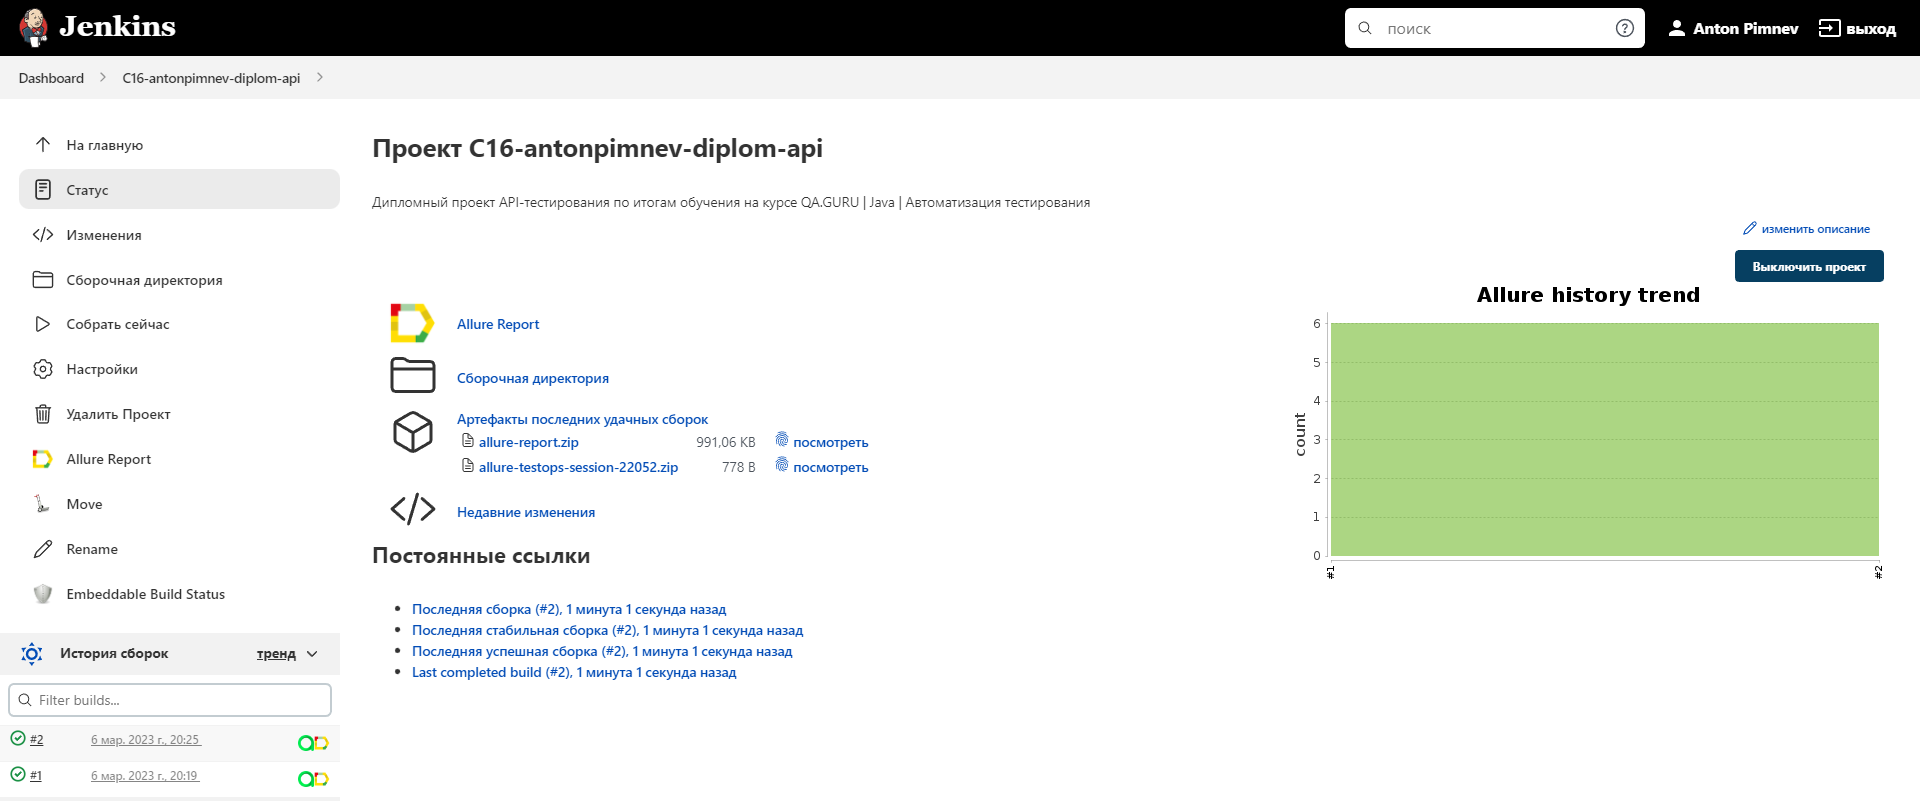 Jenkins
поиск
Anton Pimnev
выход
Dashboard
C16-antonpimnev-diplom-api
На главную
Статус
Изменения
Сборочная директория
Собрать сейчас
Настройки
Удалить Проект
Allure Report
Move
Rename
Embeddable Build Status
История сборок
тренд
Filter builds...
#2
6 мар. 2023 г., 20:25
#1
6 мар. 2023 г., 20:19
Проект C16-antonpimnev-diplom-api
Дипломный проект API-тестирования по итогам обучения на курсе QA.GURU | Java | Автоматизация тестирования
изменить описание
Выключить проект
Allure Report
Сборочная директория
Артефакты последних удачных сборок
allure-report.zip 991,06 KB посмотреть
allure-testops-session-22052.zip 778 B посмотреть
Недавние изменения
Постоянные ссылки
Последняя сборка (#2), 1 минута 1 секунда назад
Последняя стабильная сборка (#2), 1 минута 1 секунда назад
Последняя успешная сборка (#2), 1 минута 1 секунда назад
Last completed build (#2), 1 минута 1 секунда назад
Allure history trend
count
6
5
4
3
2
1
0
#1
#2